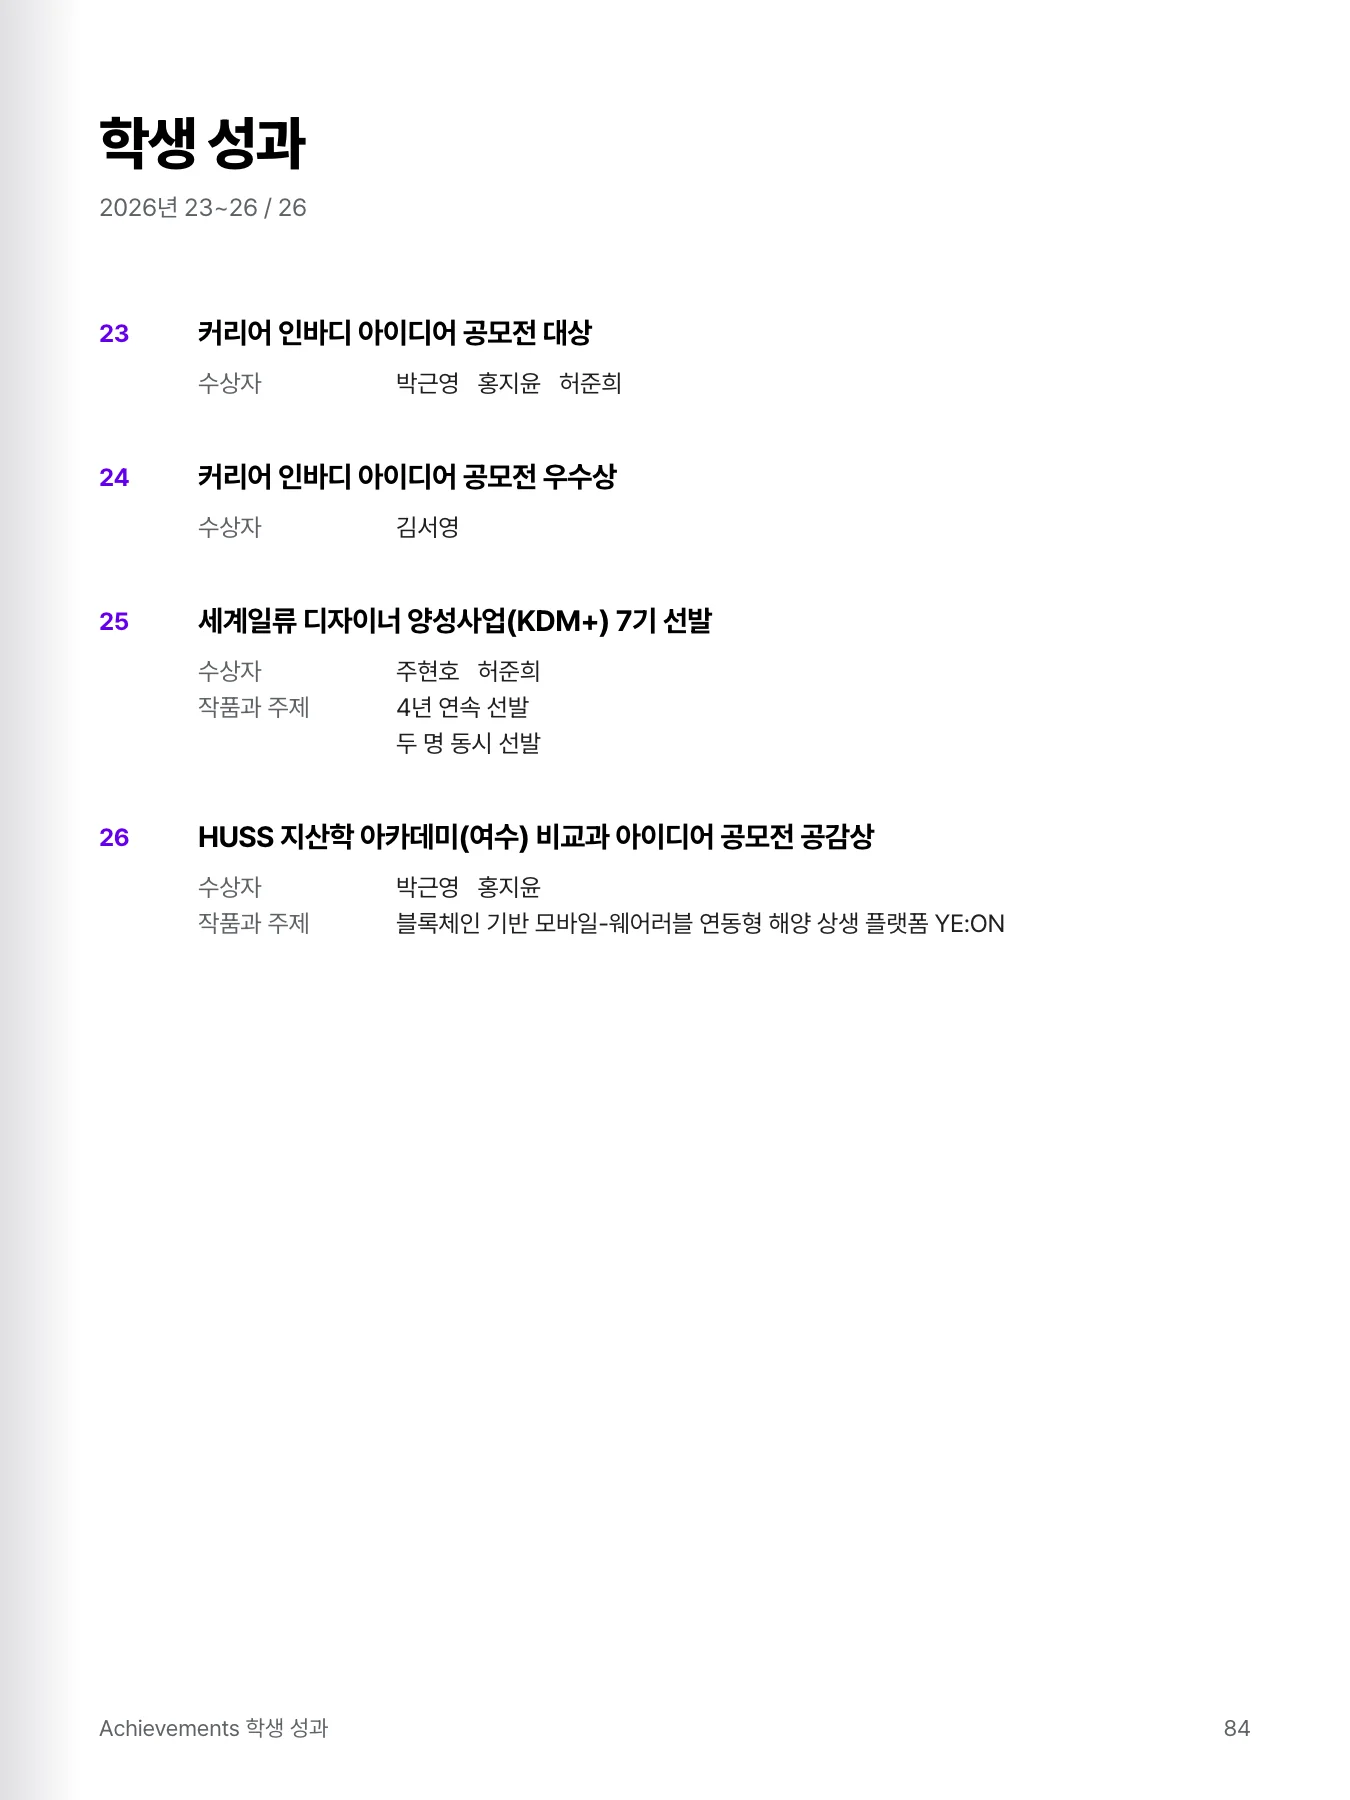 학생 성과
2026년 23~26 / 26
23 커리어 인바디 아이디어 공모전 대상
수상자 박근영 홍지윤 허준희
24 커리어 인바디 아이디어 공모전 우수상
수상자 김서영
25 세계일류 디자이너 양성사업(KDM+) 7기 선발
수상자 주현호 허준희
작품과 주제 4년 연속 선발
두 명 동시 선발
26 HUSS 지산학 아카데미(여수) 비교과 아이디어 공모전 공감상
수상자 박근영 홍지윤
작품과 주제 블록체인 기반 모바일-웨어러블 연동형 해양 상생 플랫폼 YE:ON
Achievements 학생 성과 84